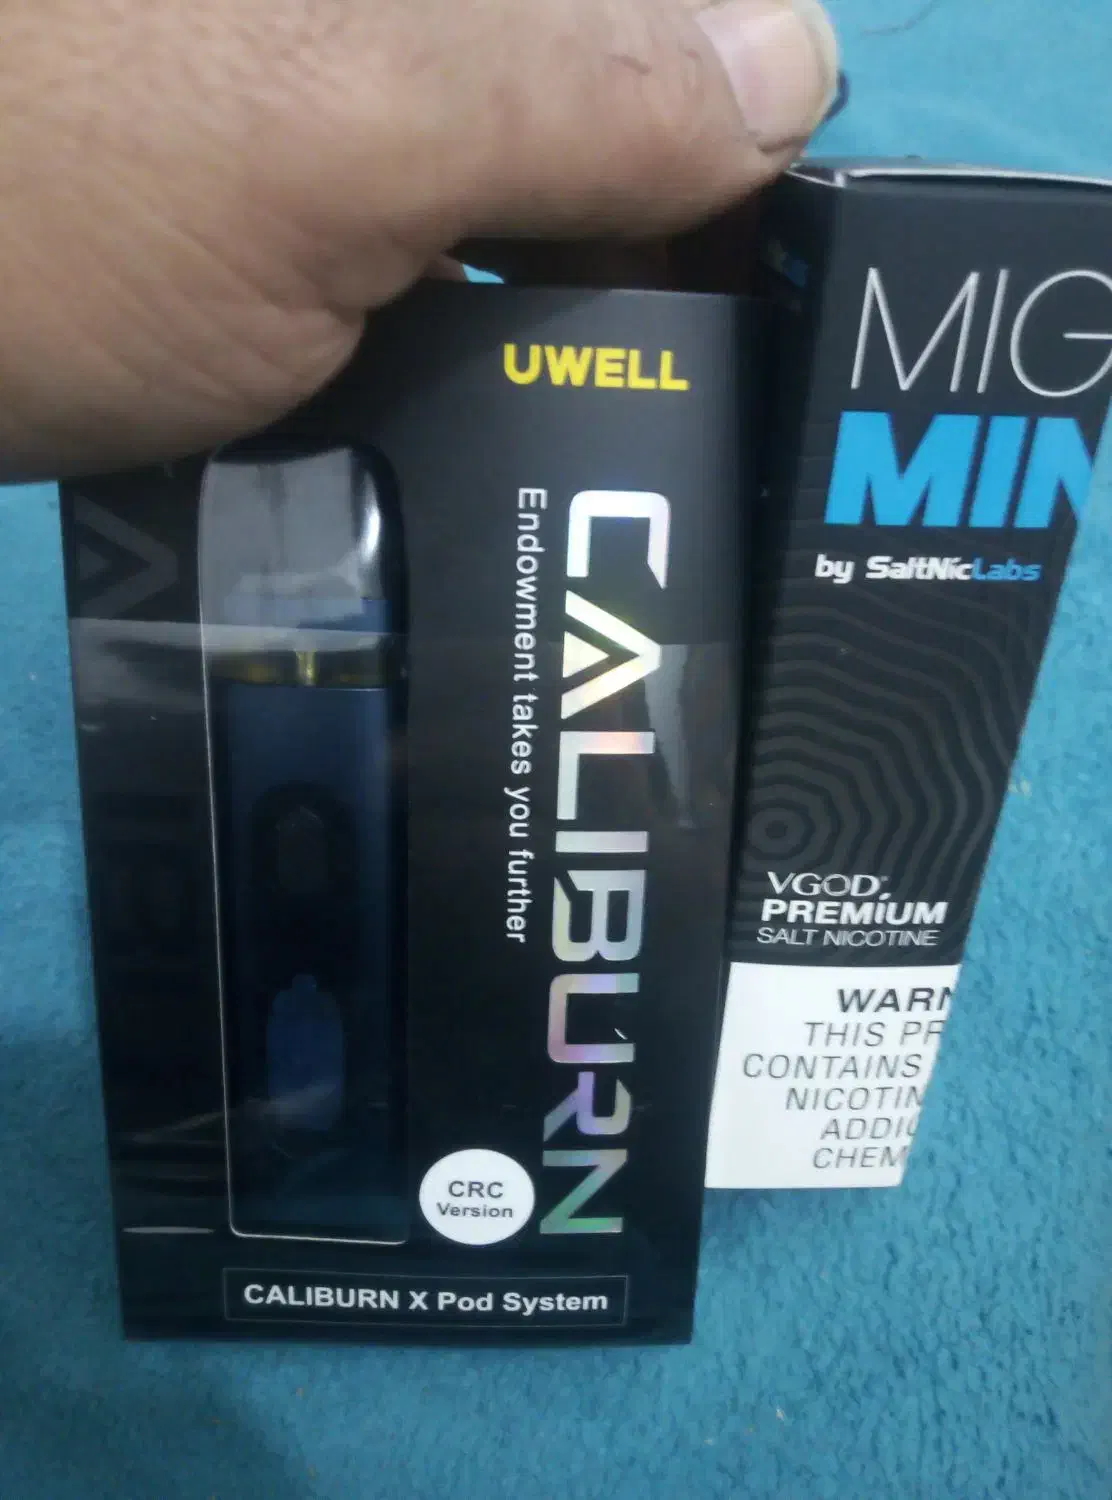 UWELL
CALIBURN
Endowment takes you further
CRC
Version
CALIBURN X Pod System
MIG
MIN
by SaltNicLabs
VGOD
PREMIUM
SALT NICOTINE
WARN
THIS PR
CONTAINS
NICOTIN
ADDIC
CHEM